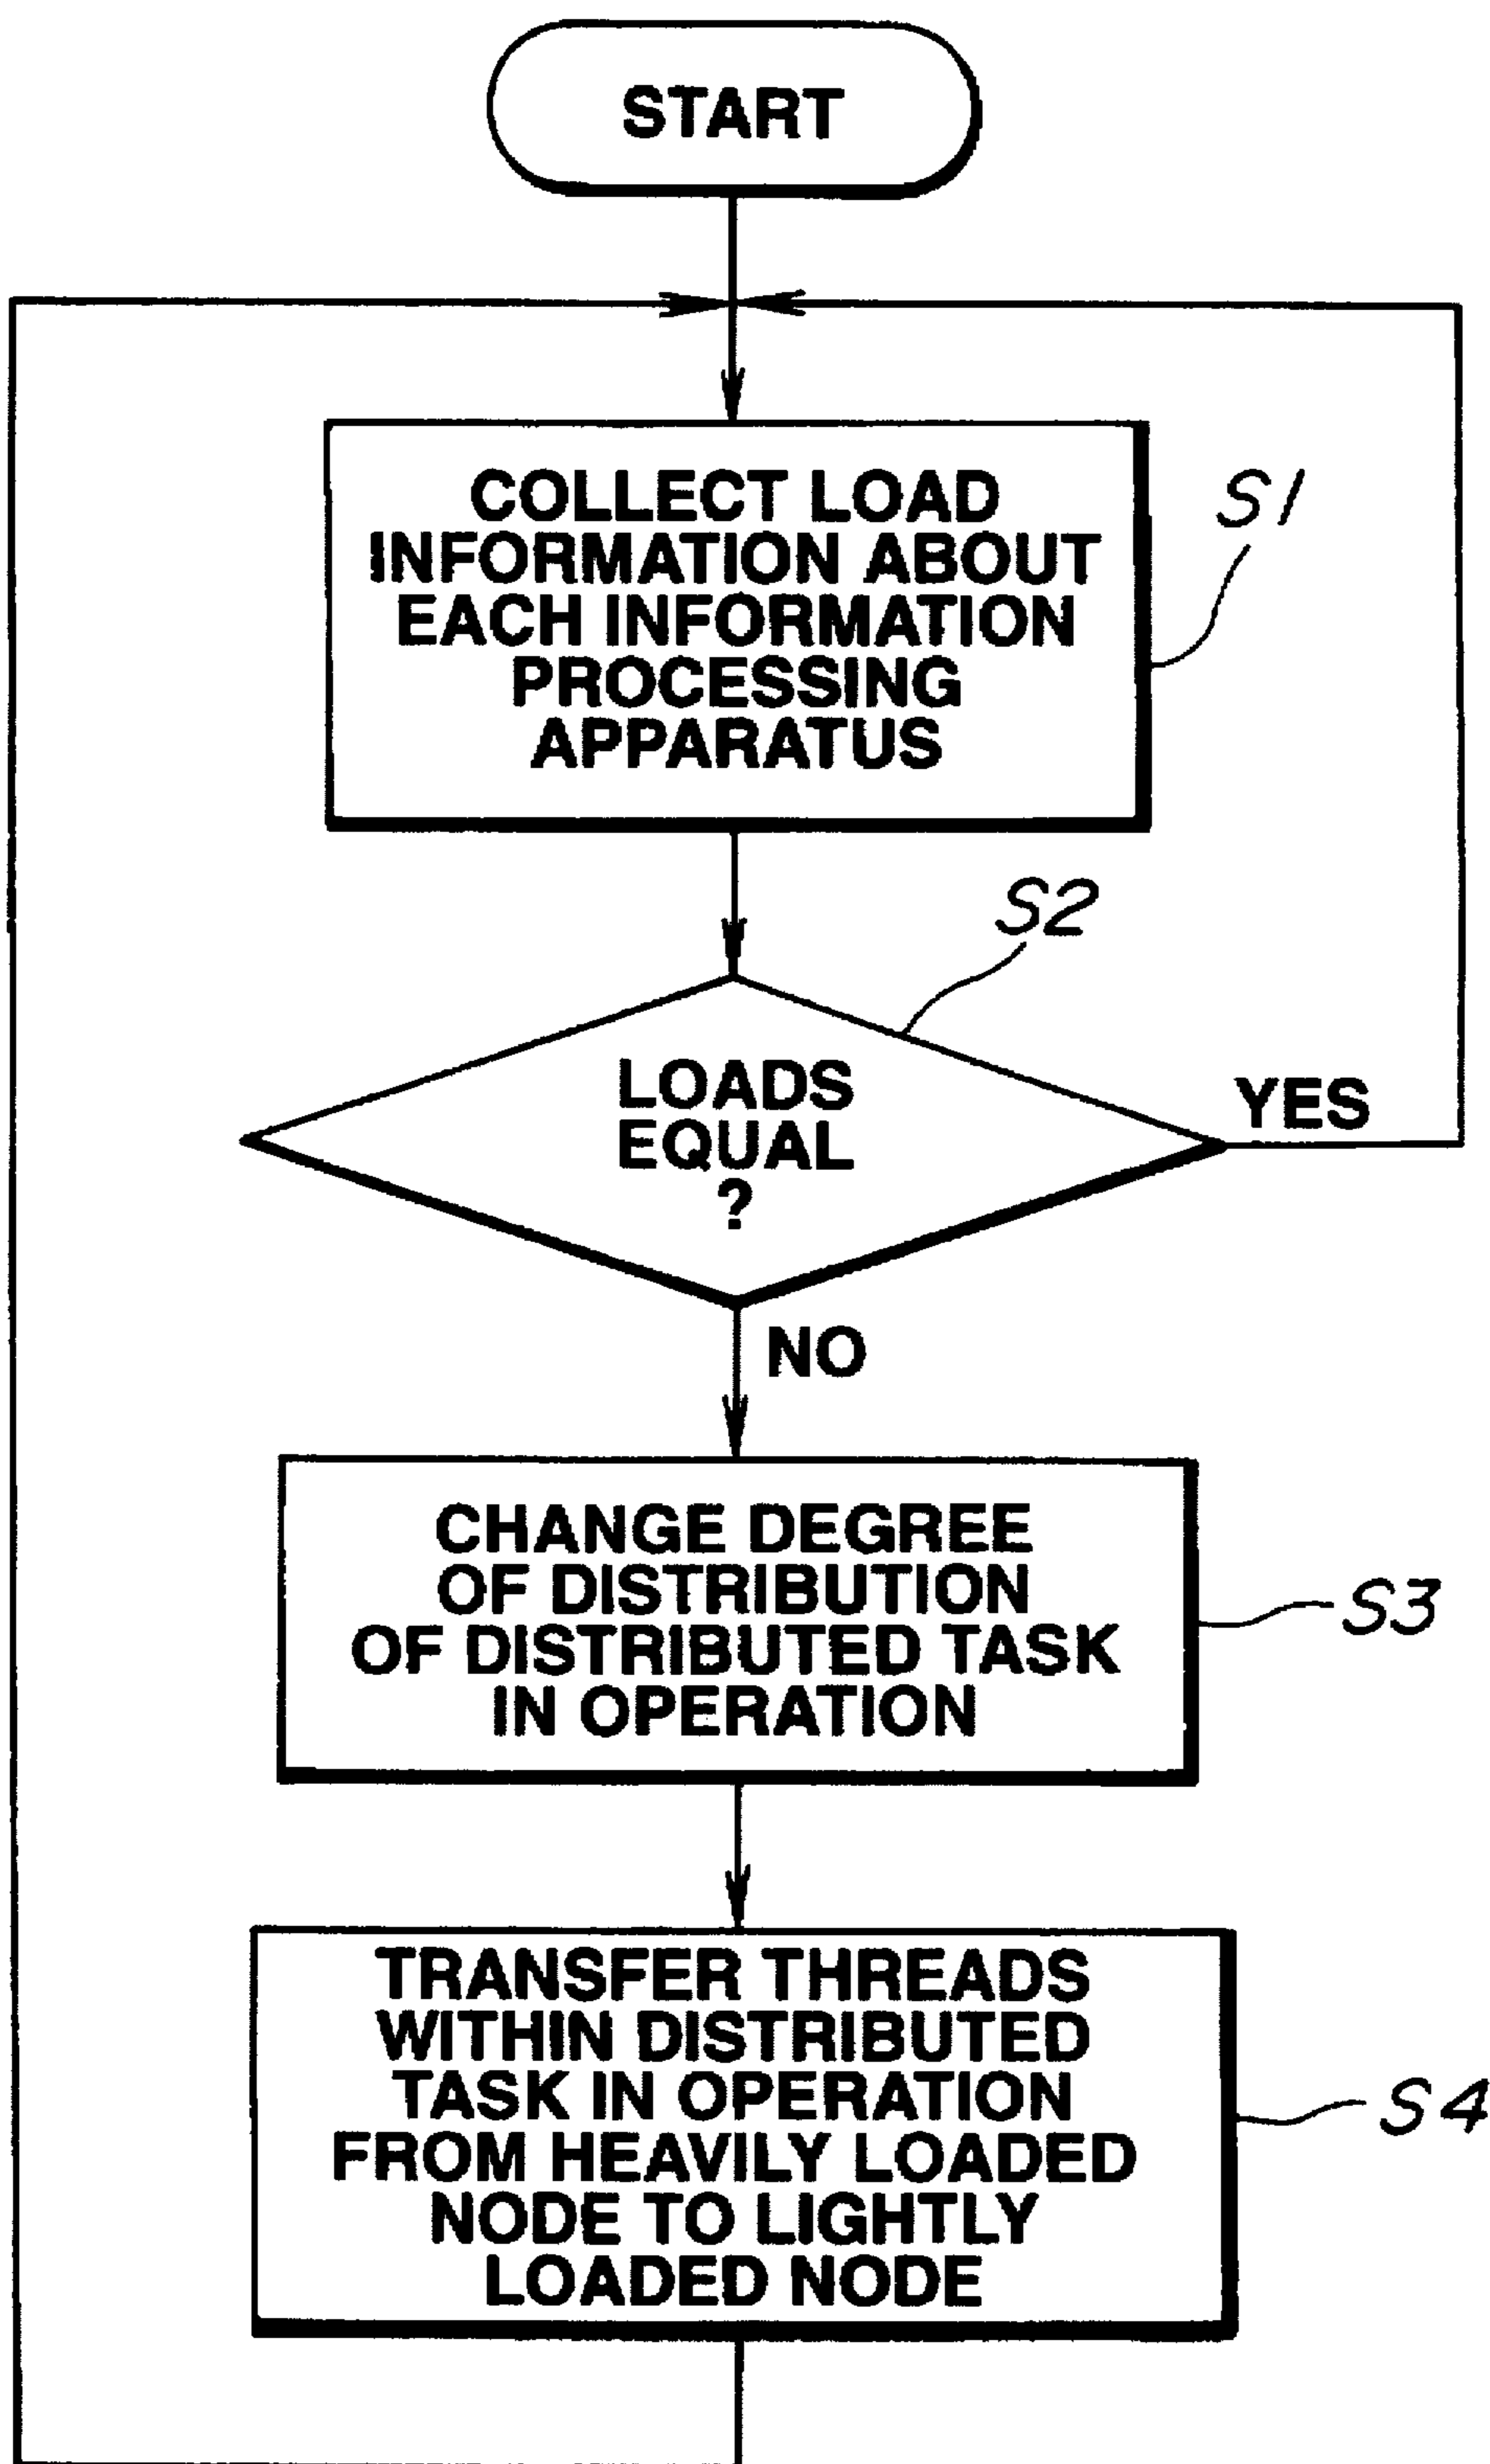 START
COLLECT LOAD
INFORMATION ABOUT
EACH INFORMATION
PROCESSING
APPARATUS
S1
S2
LOADS
EQUAL
?
YES
NO
CHANGE DEGREE
OF DISTRIBUTION
OF DISTRIBUTED TASK
IN OPERATION
S3
TRANSFER THREADS
WITHIN DISTRIBUTED
TASK IN OPERATION
FROM HEAVILY LOADED
NODE TO LIGHTLY
LOADED NODE
S4